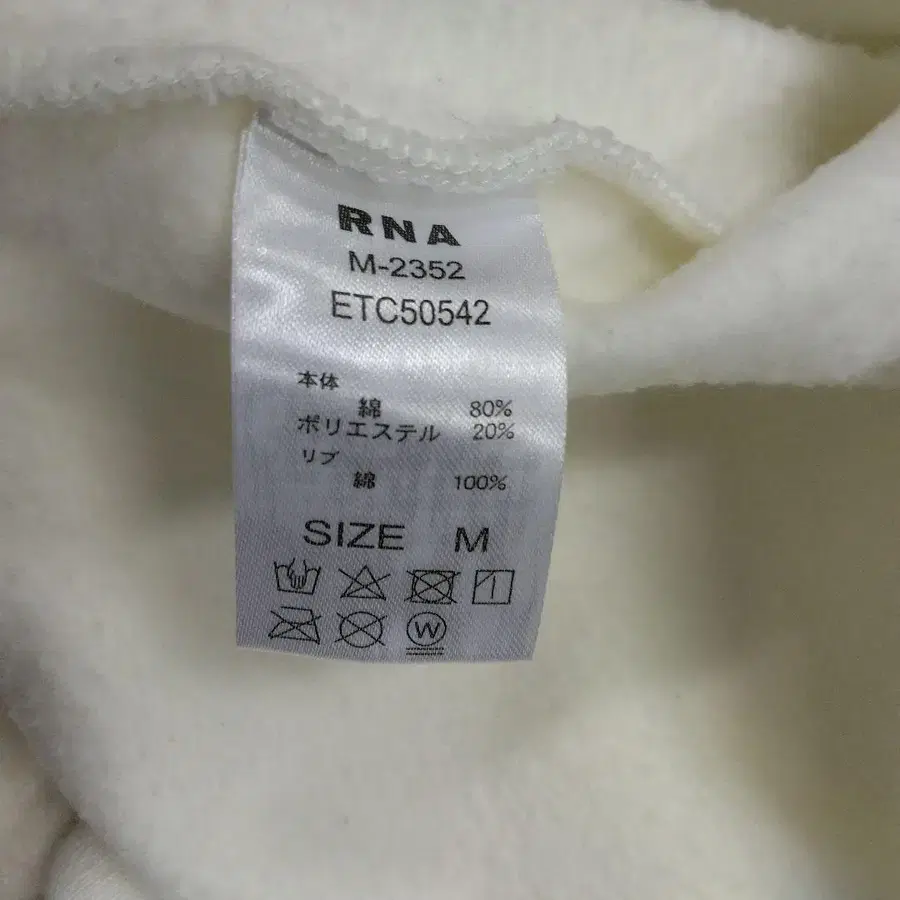 RNA
M-2352
ETC50542
本体
綿 80%
ポリエステル 20%
リブ
綿 100%
SIZE M
W